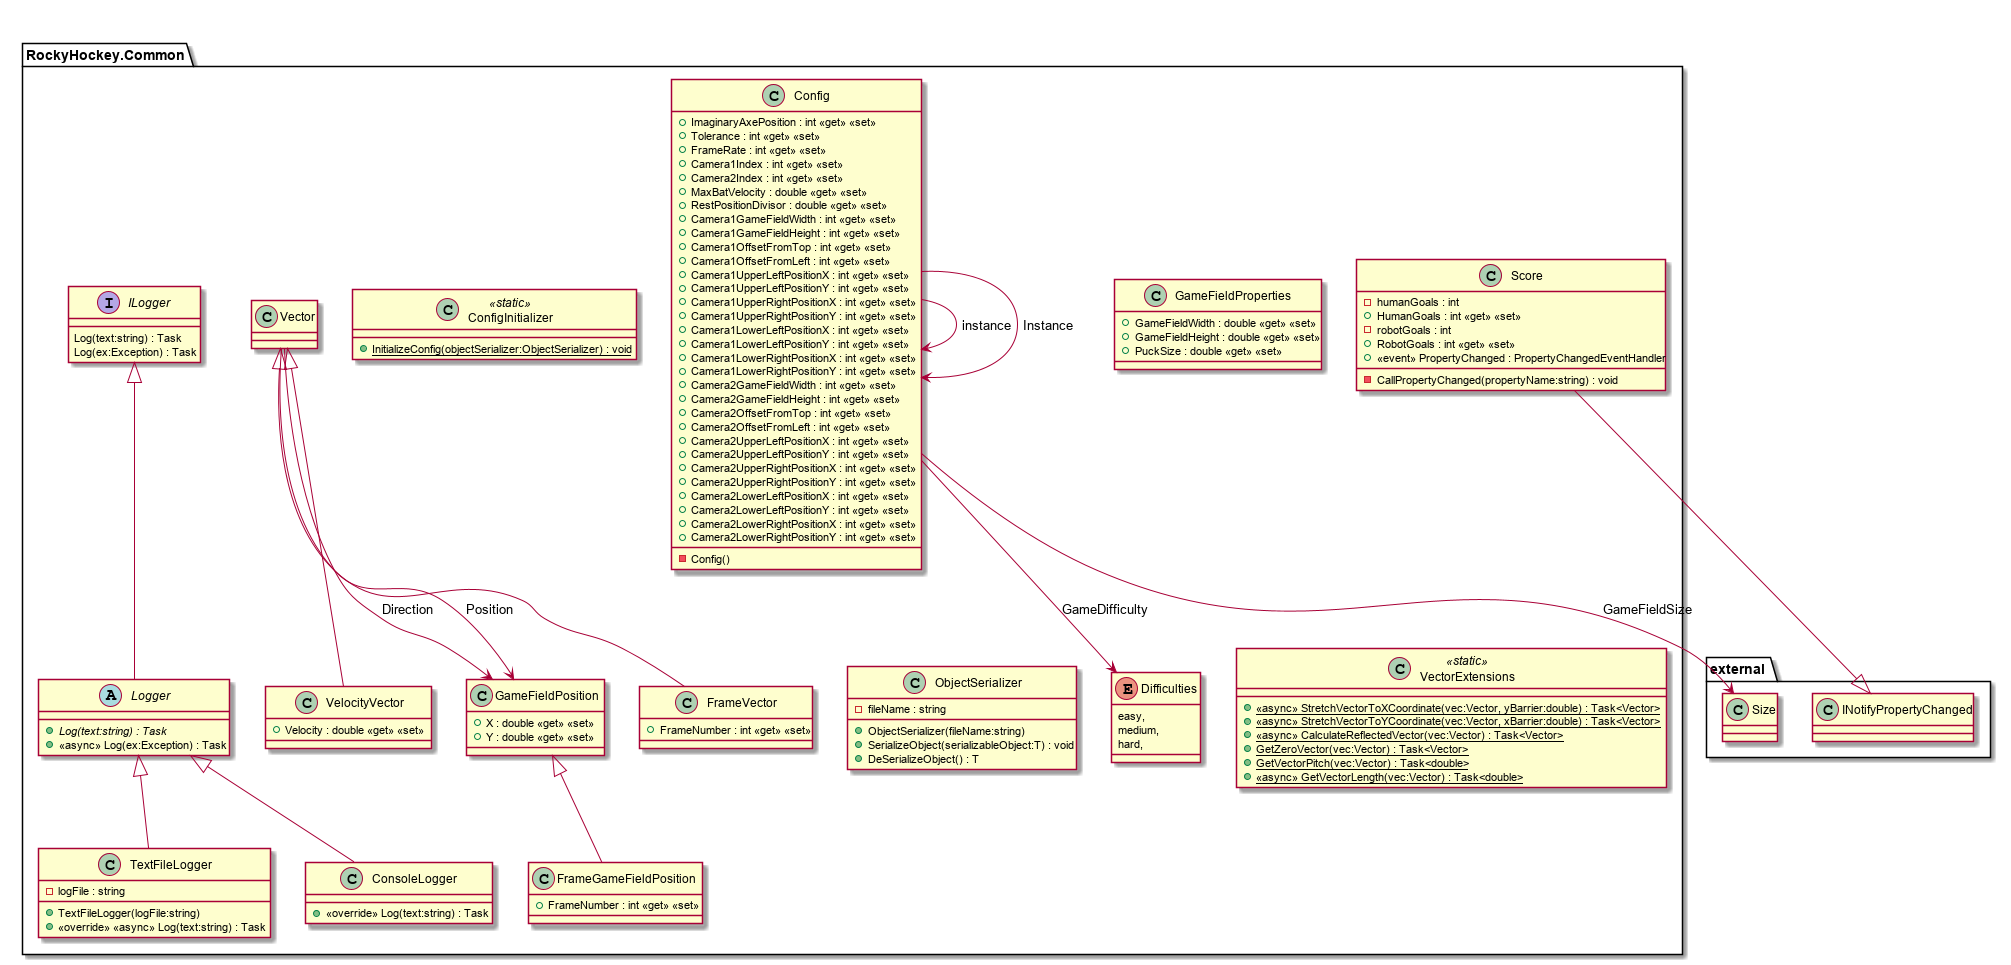 RockyHockey.Common
C Config
ImaginaryAxePosition : int «get» «set»
Tolerance : int «get» «set»
FrameRate : int «get» «set»
Camera1Index : int «get» «set»
Camera2Index : int «get» «set»
MaxBatVelocity : double «get» «set»
RestPositionDivisor : double «get» «set»
Camera1GameFieldWidth : int «get» «set»
Camera1GameFieldHeight : int «get» «set»
Camera1OffsetFromTop : int «get» «set»
Camera1OffsetFromLeft : int «get» «set»
Camera1UpperLeftPositionX : int «get» «set»
Camera1UpperLeftPositionY : int «get» «set»
Camera1UpperRightPositionX : int «get» «set»
Camera1UpperRightPositionY : int «get» «set»
Camera1LowerLeftPositionX : int «get» «set»
Camera1LowerLeftPositionY : int «get» «set»
Camera1LowerRightPositionX : int «get» «set»
Camera1LowerRightPositionY : int «get» «set»
Camera2GameFieldWidth : int «get» «set»
Camera2GameFieldHeight : int «get» «set»
Camera2OffsetFromTop : int «get» «set»
Camera2OffsetFromLeft : int «get» «set»
Camera2UpperLeftPositionX : int «get» «set»
Camera2UpperLeftPositionY : int «get» «set»
Camera2UpperRightPositionX : int «get» «set»
Camera2UpperRightPositionY : int «get» «set»
Camera2LowerLeftPositionX : int «get» «set»
Camera2LowerLeftPositionY : int «get» «set»
Camera2LowerRightPositionX : int «get» «set»
Camera2LowerRightPositionY : int «get» «set»
Config()
instance
Instance
I ILogger
Log(text:string) : Task
Log(ex:Exception) : Task
C Vector
«static»
C ConfigInitializer
InitializeConfig(objectSerializer:ObjectSerializer) : void
C GameFieldProperties
GameFieldWidth : double «get» «set»
GameFieldHeight : double «get» «set»
PuckSize : double «get» «set»
C Score
humanGoals : int
HumanGoals : int «get» «set»
robotGoals : int
RobotGoals : int «get» «set»
«event» PropertyChanged : PropertyChangedEventHandler
CallPropertyChanged(propertyName:string) : void
Direction
Position
GameDifficulty
GameFieldSize
A Logger
Log(text:string) : Task
«async» Log(ex:Exception) : Task
C VelocityVector
Velocity : double «get» «set»
C GameFieldPosition
X : double «get» «set»
Y : double «get» «set»
C FrameVector
FrameNumber : int «get» «set»
C ObjectSerializer
fileName : string
ObjectSerializer(fileName:string)
SerializeObject(serializableObject:T) : void
DeSerializeObject() : T
E Difficulties
easy,
medium,
hard,
«static»
C VectorExtensions
«async» StretchVectorToXCoordinate(vec:Vector, yBarrier:double) : Task<Vector>
«async» StretchVectorToYCoordinate(vec:Vector, xBarrier:double) : Task<Vector>
«async» CalculateReflectedVector(vec:Vector) : Task<Vector>
GetZeroVector(vec:Vector) : Task<Vector>
GetVectorPitch(vec:Vector) : Task<double>
«async» GetVectorLength(vec:Vector) : Task<double>
external
C Size
C INotifyPropertyChanged
C TextFileLogger
logFile : string
TextFileLogger(logFile:string)
«override» «async» Log(text:string) : Task
C ConsoleLogger
«override» Log(text:string) : Task
C FrameGameFieldPosition
FrameNumber : int «get» «set»